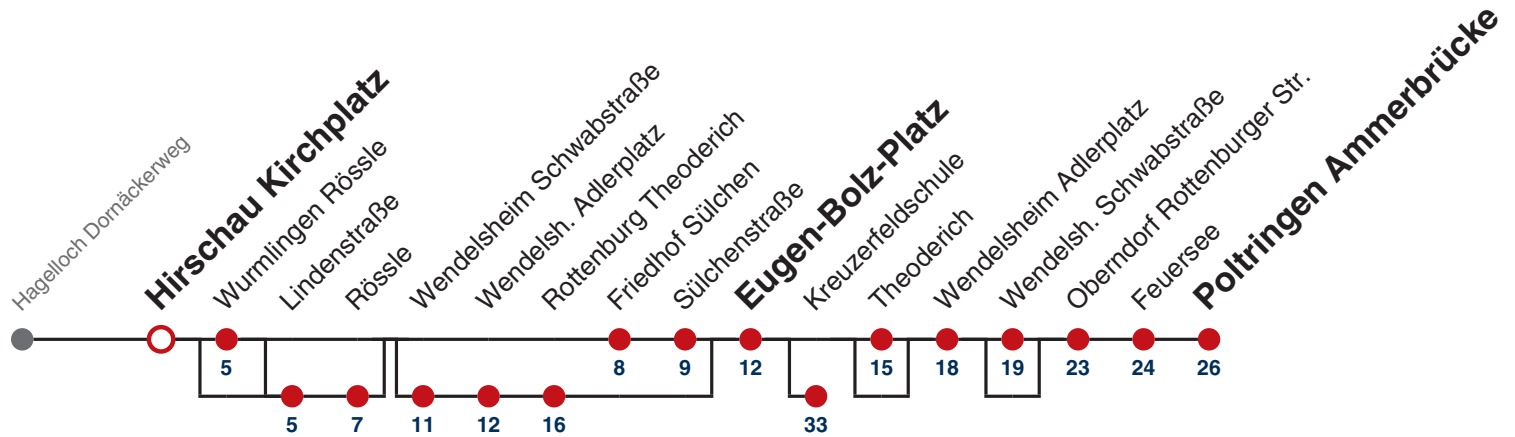 Hagelloch Dornäckerweg
Hirschau Kirchplatz
Wurmlingen Rössle
Lindenstraße
Rössle
Wendelsheim Schwabstraße
Wendelsh. Adlerplatz
Rottenburg Theoderich
Friedhof Sülchen
Sülchenstraße
Eugen-Bolz-Platz
Kreuzerfeldschule
Theoderich
Wendelsheim Adlerplatz
Wendelsh. Schwabstraße
Oberndorf Rottenburger Str.
Feuersee
Poltringen Ammerbrücke
5 8 9 12 15 18 19 23 24 26
5 7 11 12 16 33